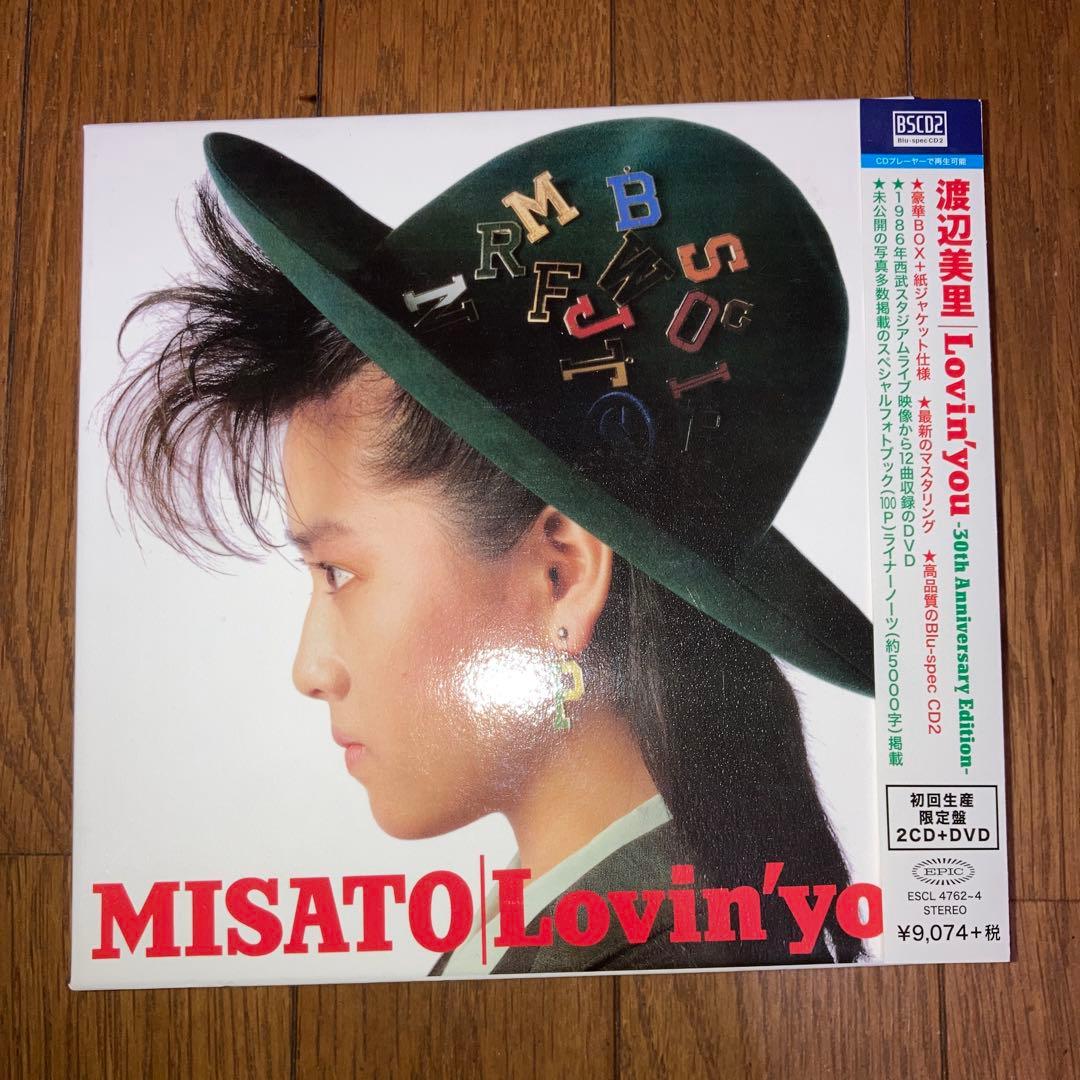 M
B
R
S
N
F
W
G
J
O
T
I
P
?
MISATO|Lovin'yo
BSCD2
Blu-spec CD2
CDプレーヤーで再生可能
渡辺美里|Lovin'you -30th Anniversary Edition-
★豪華BOX+紙ジャケット仕様 ★最新のマスタリング ★高品質のBlu-spec CD2
★1986年西武スタジアムライブ映像から12曲収録のDVD
★未公開の写真多数掲載のスペシャルフォトブック(100P)ライナーノーツ(約5000字)掲載
初回生産
限定盤
2CD+DVD
EPIC
ESCL 4762~4
STEREO
¥9,074+税